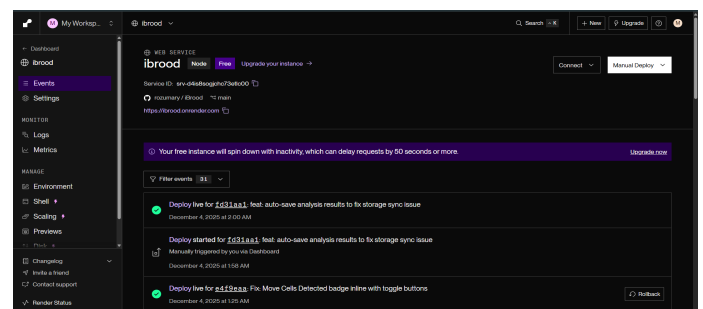 M My Worksp...
ibrood
Search
+ New
Upgrade
M
← Dashboard
ibrood
Events
Settings
MONITOR
Logs
Metrics
MANAGE
Environment
Shell
Scaling
Previews
Changelog
Invite a friend
Contact support
Render Status
WEB SERVICE
ibrood Node Free Upgrade your instance →
Connect
Manual Deploy
Service ID: srv-d4is8sogjchc73efic00
rozumary / iBrood main
https://ibrood.onrender.com
Your free instance will spin down with inactivity, which can delay requests by 50 seconds or more.
Upgrade now
Filter events 31
Deploy live for fd31aa1: feat: auto-save analysis results to fix storage sync issue
December 4, 2025 at 2:00 AM
Deploy started for fd31aa1: feat: auto-save analysis results to fix storage sync issue
Manually triggered by you via Dashboard
December 4, 2025 at 1:58 AM
Deploy live for e4f9eaa: Fix: Move Cells Detected badge inline with toggle buttons
December 4, 2025 at 1:25 AM
Rollback